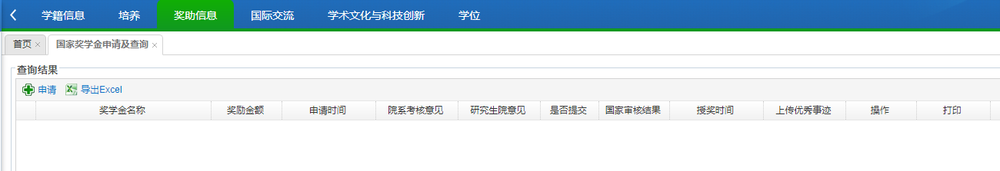 学籍信息 培养 奖助信息 国际交流 学术文化与科技创新 学位
首页 国家奖学金申请及查询
查询结果
申请 导出Excel
奖学金名称 奖励金额 申请时间 院系考核意见 研究生院意见 是否提交 国家审核结果 授奖时间 上传优秀事迹 操作 打印